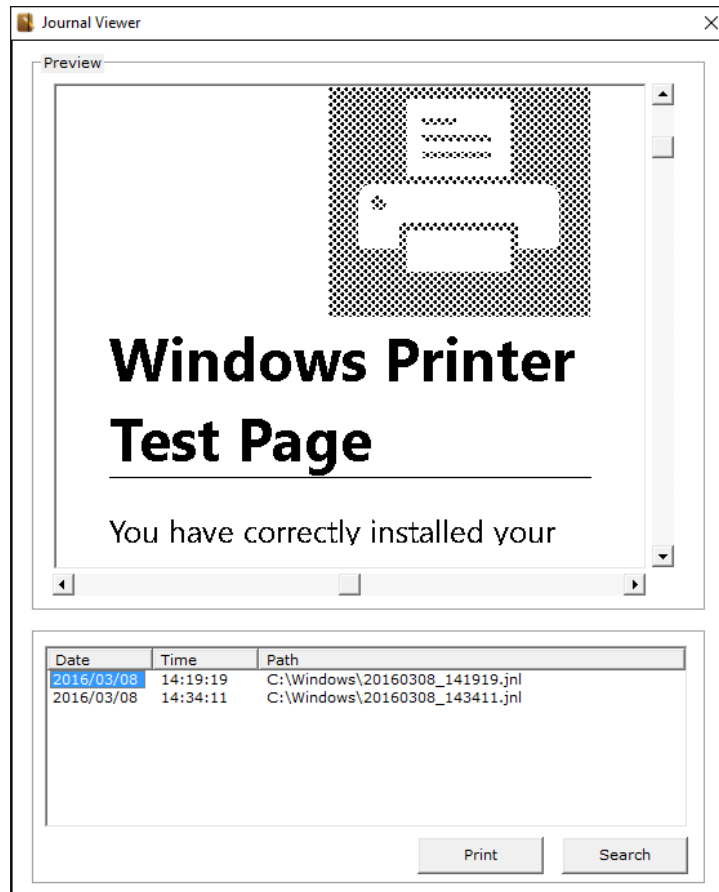 Journal Viewer
Preview
Windows Printer
Test Page
You have correctly installed your
Date Time Path
2016/03/08 14:19:19 C:\Windows\20160308_141919.jnl
2016/03/08 14:34:11 C:\Windows\20160308_143411.jnl
Print Search